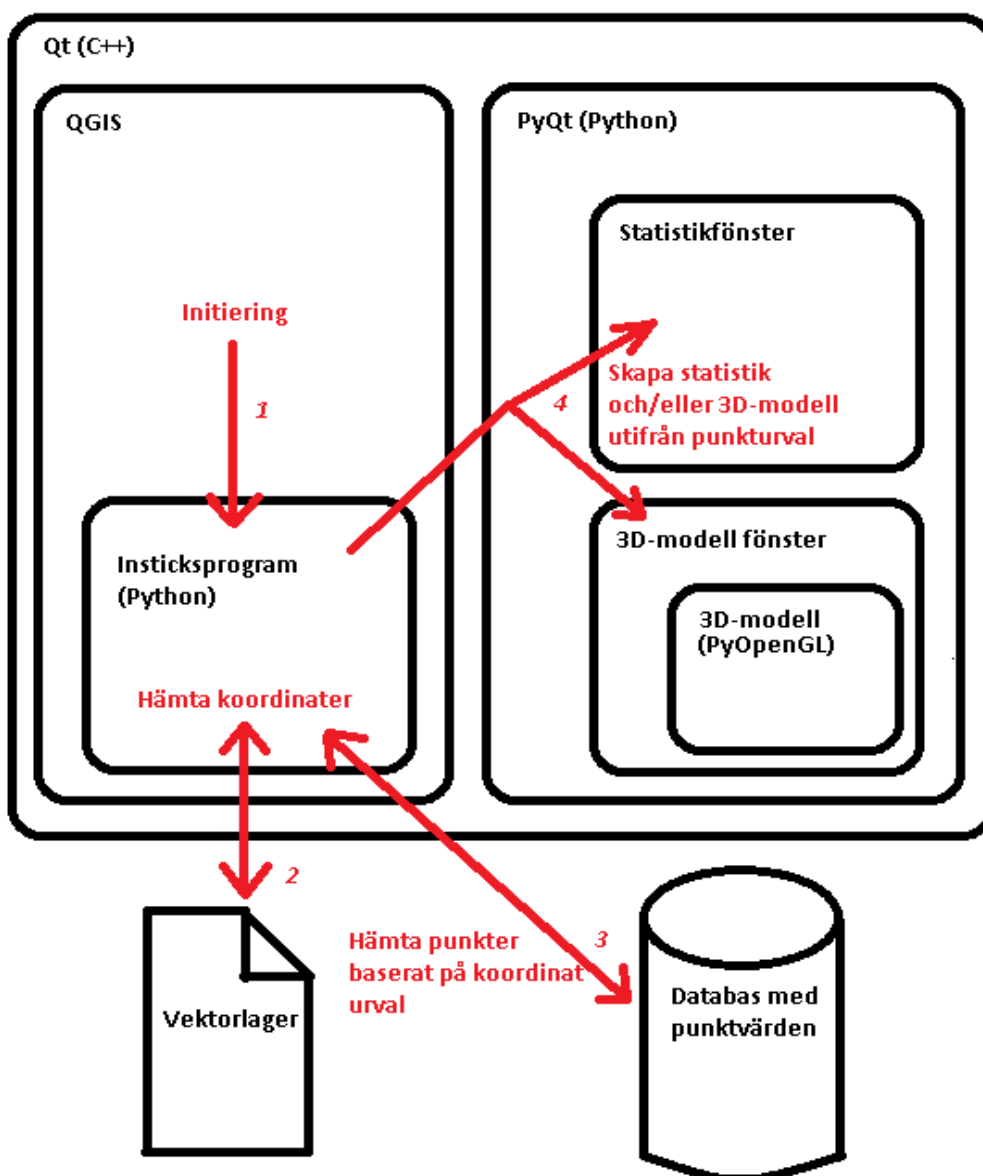 Qt (C++)
QGIS
PyQt (Python)
Statistikfönster
Initiering
1
Skapa statistik
och/eller 3D-modell
utifrån punkturval
4
Insticksprogram
(Python)
3D-modell fönster
3D-modell
(PyOpenGL)
Hämta koordinater
2
3
Hämta punkter
baserat på koordinat
urval
Vektorlager
Databas med
punktvärden